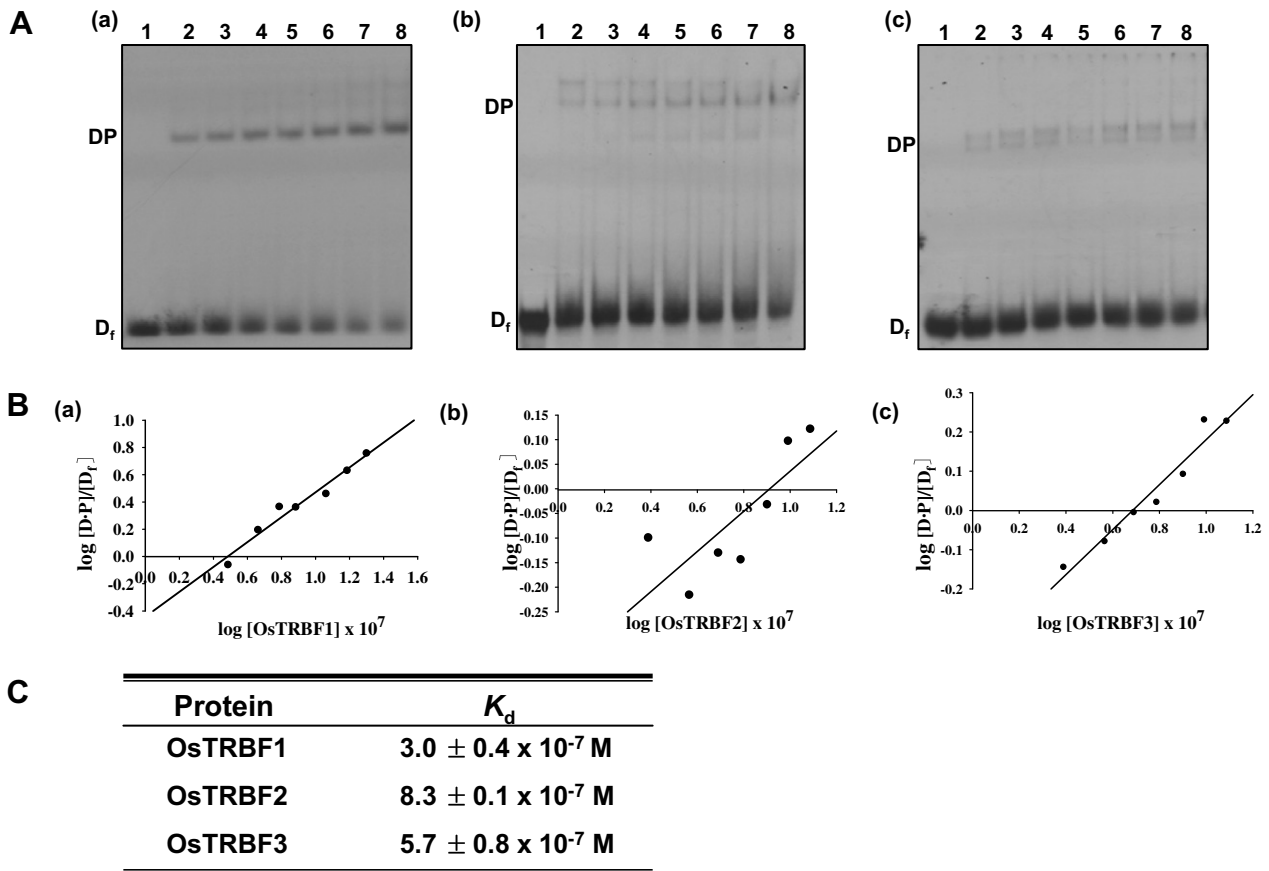 A
(a)
1 2 3 4 5 6 7 8
DP
Df
(b)
1 2 3 4 5 6 7 8
DP
Df
(c)
1 2 3 4 5 6 7 8
DP
Df
B
(a)
log [D·P]/[Df]
1.0
0.8
0.6
0.4
0.2
0.0
-0.2
-0.4
0.0 0.2 0.4 0.6 0.8 1.0 1.2 1.4 1.6
log [OsTRBF1] x 10⁷
(b)
log [D·P]/[Df]
0.15
0.10
0.05
0.00
-0.05
-0.10
-0.15
-0.20
-0.25
0.0 0.2 0.4 0.6 0.8 1.0 1.2
log [OsTRBF2] x 10⁷
(c)
log [D·P]/[Df]
0.3
0.2
0.1
0.0
-0.1
-0.2
0.0 0.2 0.4 0.6 0.8 1.0 1.2
log [OsTRBF3] x 10⁷
C
Protein Kd
OsTRBF1 3.0 ± 0.4 x 10⁻⁷ M
OsTRBF2 8.3 ± 0.1 x 10⁻⁷ M
OsTRBF3 5.7 ± 0.8 x 10⁻⁷ M